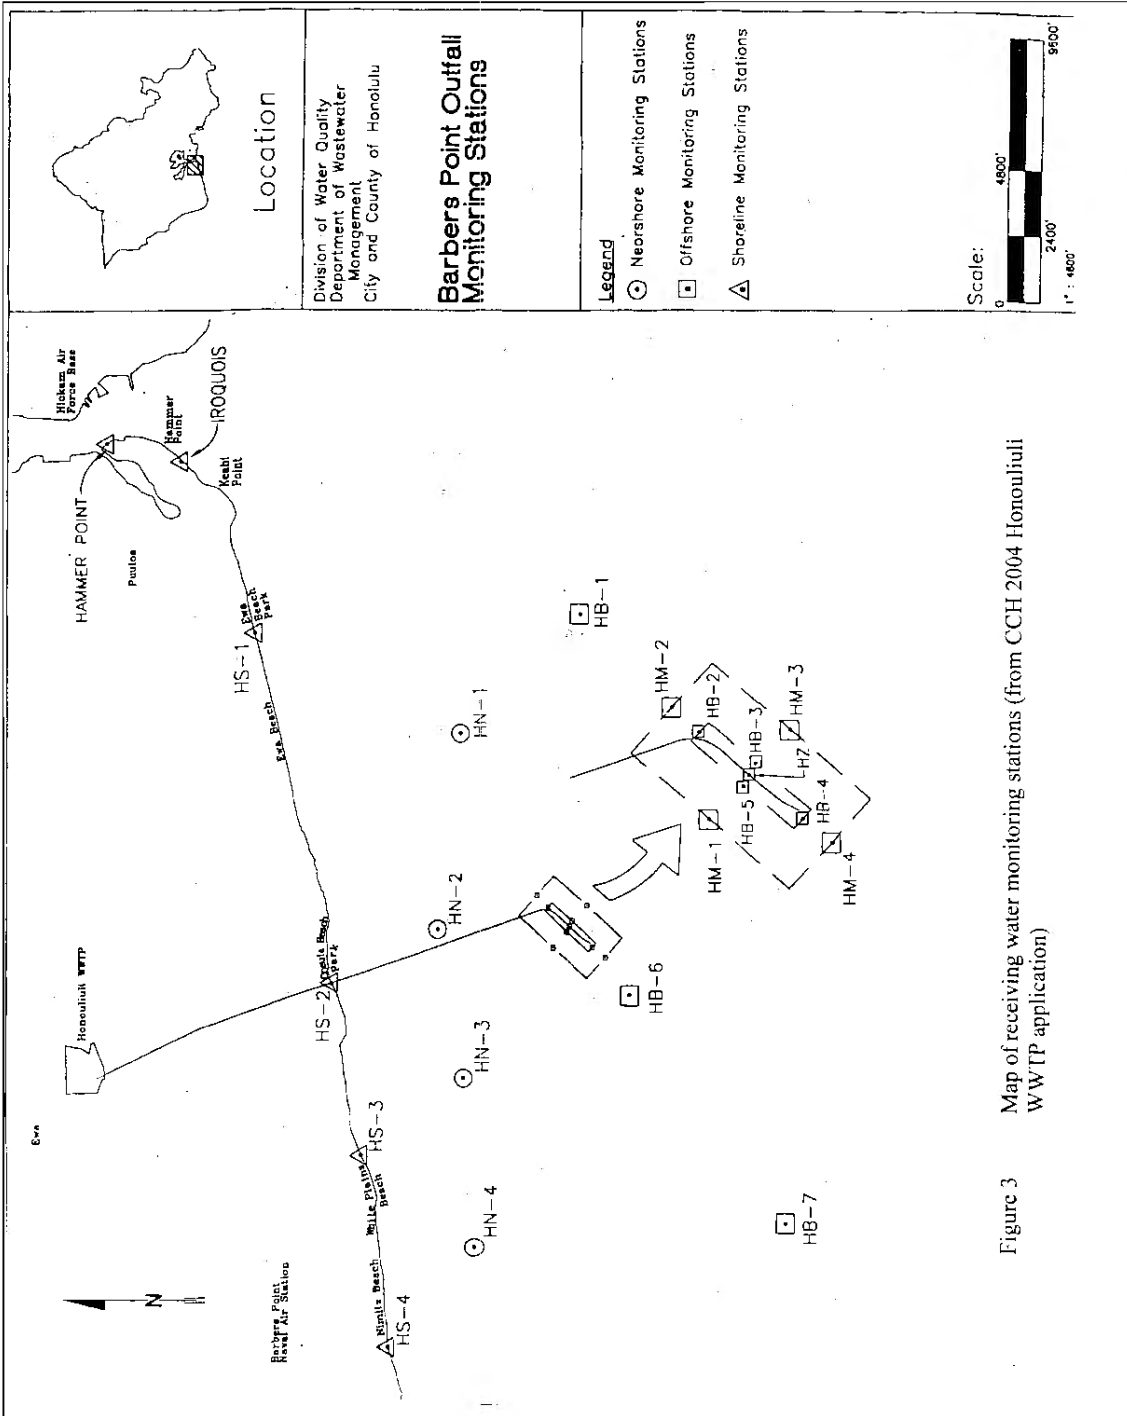 Location
Division of Water Quality
Department of Wastewater
Management
City and County of Honolulu
Barbers Point Outfall
Monitoring Stations
Legend
Nearshore Monitoring Stations
Offshore Monitoring Stations
Shoreline Monitoring Stations
Scale:
0
4800'
9600'
2400'
1" : 4800'
Ewa
Honouliuli WWTP
Puuloa
HAMMER POINT
Hickam Air
Force Base
Hammer
Point
IROQUOIS
Keahi
Point
N
Barbers Point
Naval Air Station
Nimitz Beach
HS-4
White Plains
Beach
HS-3
HS-2
Oneula Beach
Park
Ewa Beach
HS-1
Ewa
Beach
Park
HN-4
HN-3
HN-2
HN-1
HB-7
HB-6
HB-1
HM-1
HM-2
HM-3
HM-4
HB-2
HB-3
HZ
HB-5
HB-4
Figure 3 Map of receiving water monitoring stations (from CCH 2004 Honouliuli
WWTP application)